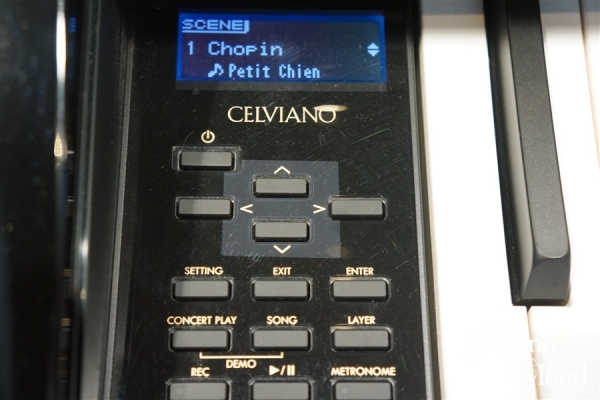 SCENE
1 Chopin
♪ Petit Chien
CELVIANO
SETTING EXIT ENTER
CONCERT PLAY SONG LAYER
DEMO
REC ▶/II METRONOME